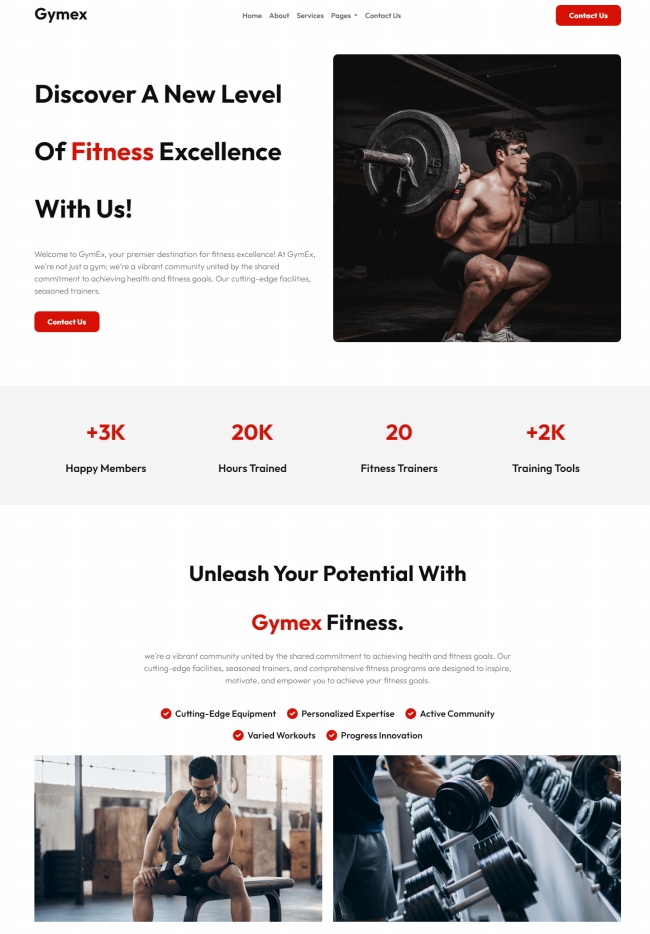 Gymex
Home About Services Pages Contact Us
Contact Us
Discover A New Level
Of Fitness Excellence
With Us!
Welcome to GymEx, your premier destination for fitness excellence! At GymEx,
we're not just a gym; we're a vibrant community united by the shared
commitment to achieving health and fitness goals. Our cutting-edge facilities,
seasoned trainers.
Contact Us
+3K
Happy Members
20K
Hours Trained
20
Fitness Trainers
+2K
Training Tools
Unleash Your Potential With
Gymex Fitness.
we're a vibrant community united by the shared commitment to achieving health and fitness goals. Our
cutting-edge facilities, seasoned trainers, and comprehensive fitness programs are designed to inspire,
motivate, and empower you to achieve your fitness goals.
Cutting-Edge Equipment Personalized Expertise Active Community
Varied Workouts Progress Innovation